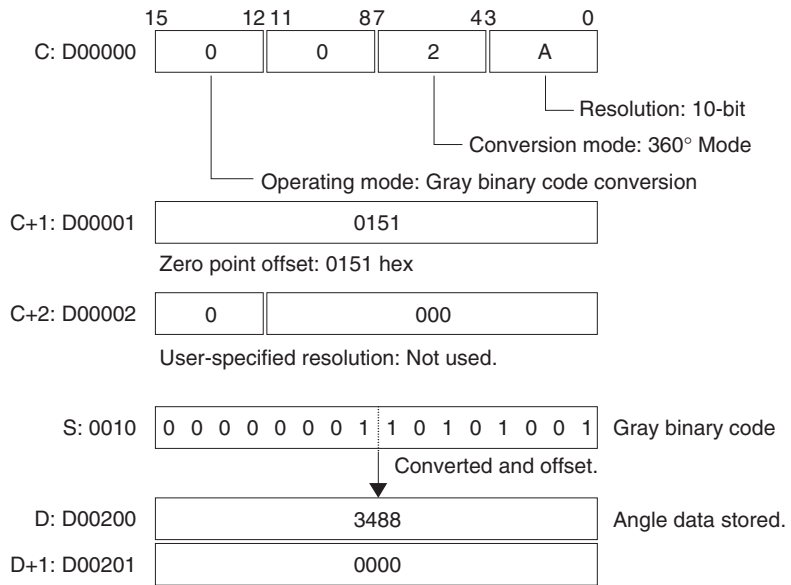 15 12 11 8 7 4 3 0
C: D00000 0 0 2 A
Resolution: 10-bit
Conversion mode: 360° Mode
Operating mode: Gray binary code conversion
C+1: D00001 0151
Zero point offset: 0151 hex
C+2: D00002 0 000
User-specified resolution: Not used.
S: 0010 0 0 0 0 0 0 0 1 1 0 1 0 1 0 0 1 Gray binary code
Converted and offset.
D: D00200 3488 Angle data stored.
D+1: D00201 0000